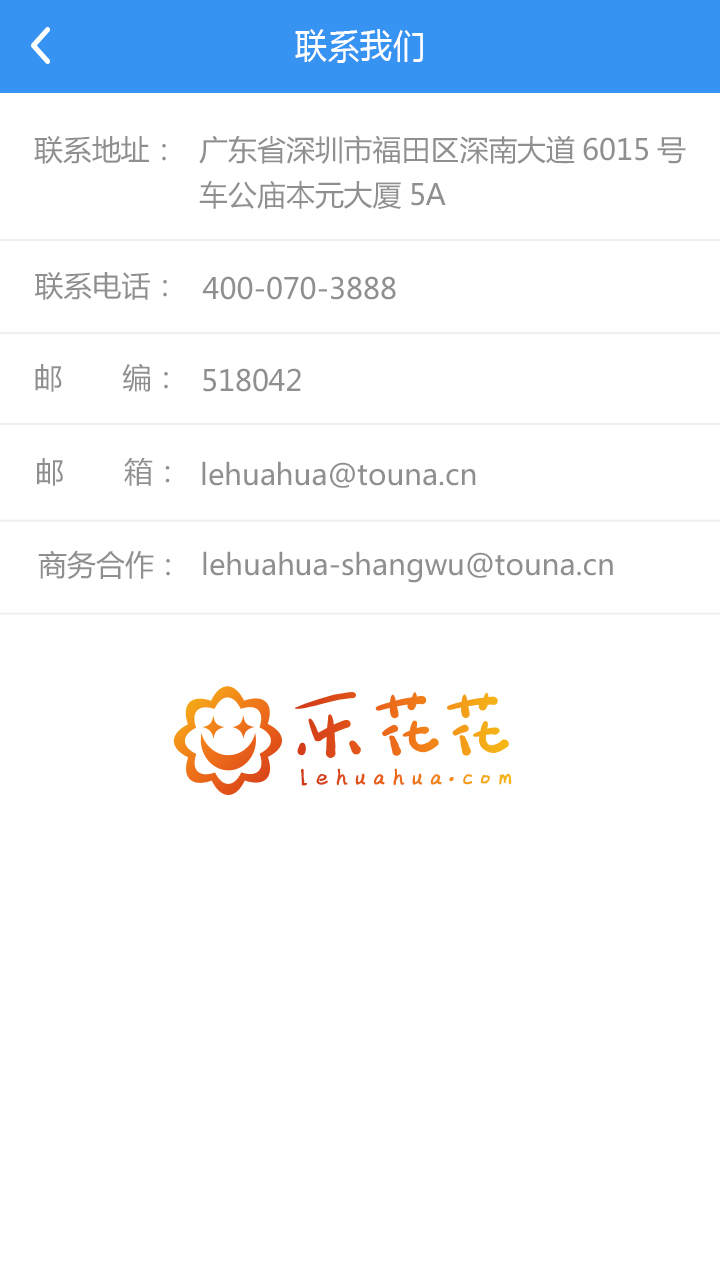 联系我们
联系地址： 广东省深圳市福田区深南大道 6015 号
车公庙本元大厦 5A
联系电话： 400-070-3888
邮 编： 518042
邮 箱： lehuahua@touna.cn
商务合作： lehuahua-shangwu@touna.cn
乐花花
lehuahua.com